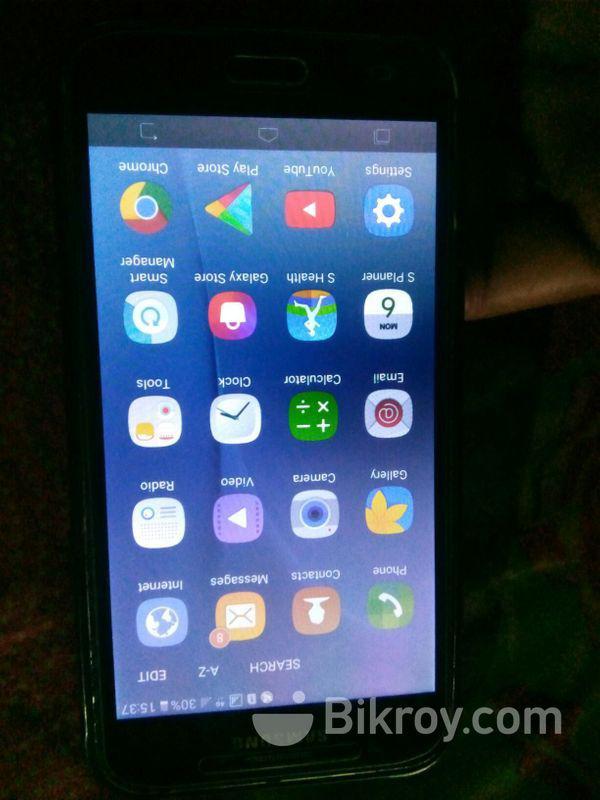 SAMSUNG
30% 15:37
SEARCH A-Z EDIT
8
Phone Contacts Messages Internet
Gallery Camera Video Radio
@
Email Calculator Clock Tools
MON
S Planner S Health Galaxy Store Smart Manager
Settings YouTube Play Store Chrome
Bikroy.com